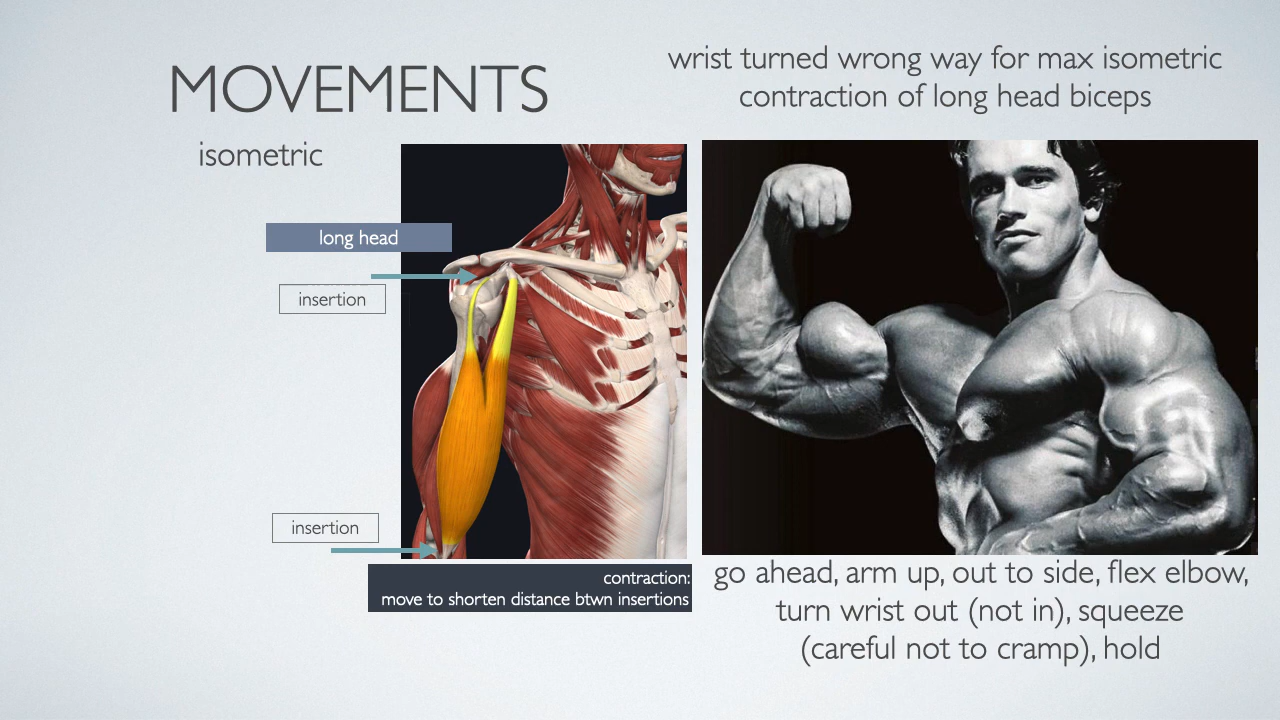 MOVEMENTS
isometric
wrist turned wrong way for max isometric
contraction of long head biceps
long head
insertion
insertion
contraction:
move to shorten distance btwn insertions
go ahead, arm up, out to side, flex elbow,
turn wrist out (not in), squeeze
(careful not to cramp), hold